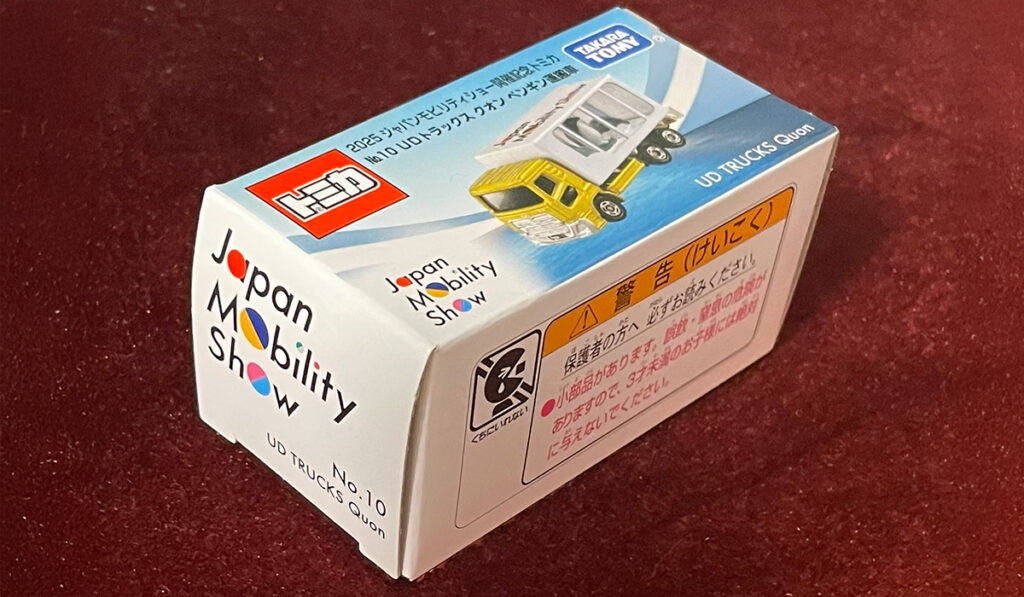 2025 ジャパンモビリティショー開催記念トミカ
No.10 UDトラックス クオン ペンギン運搬車
TAKARA
TOMY
トミカ
UD TRUCKS Quon
Japan
Mobility
Show
Japan
Mobility
Show
No.10
UD TRUCKS Quon
警告(けいこく)
保護者の方へ 必ずお読みください。
●小部品があります。誤飲・窒息の危険が
ありますので、3才未満のお子様には絶対
に与えないでください。
くちにいれない